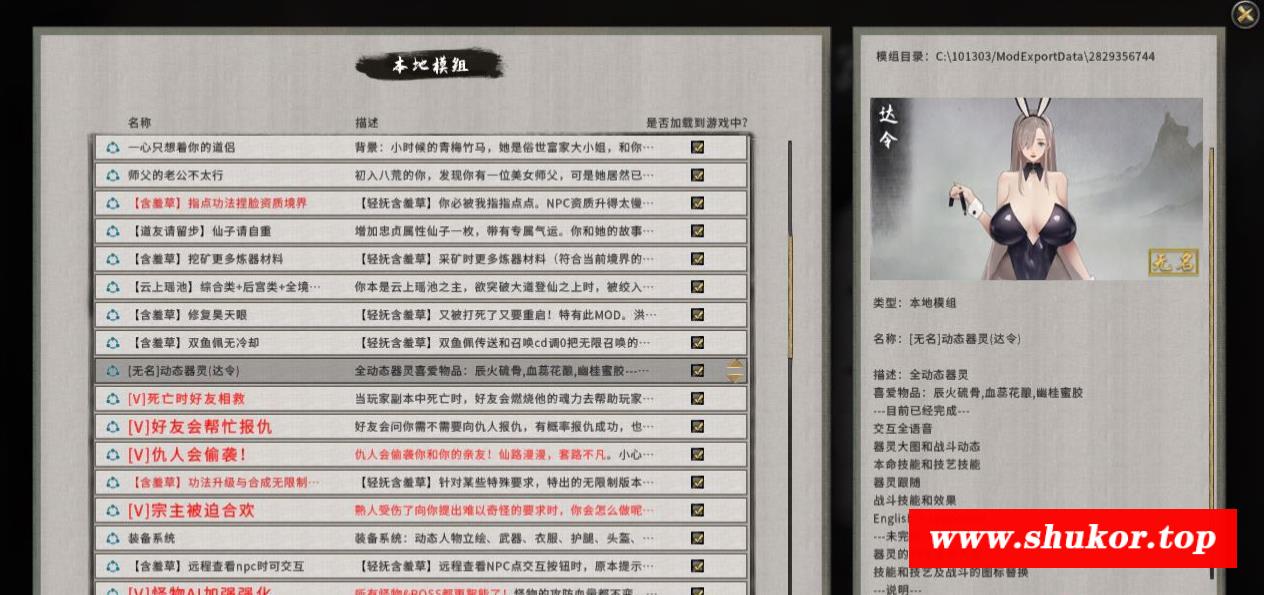 本地模组
名称 描述 是否加载到游戏中?
一心只想着你的道侣 背景：小时候的青梅竹马，她是俗世富家大小姐，和你…
师父的老公不太行 初入八荒的你，发现你有一位美女师父，可是她居然已…
【含羞草】指点功法捏脸资质境界 【轻抚含羞草】你必被我指指点点。NPC资质升得太慢…
【道友请留步】仙子请自重 增加忠贞属性仙子一枚，带有专属气运。你和她的故事…
【含羞草】挖矿更多炼器材料 【轻抚含羞草】采矿时更多炼器材料（符合当前境界的…
【云上瑶池】综合类+后宫类+全境… 你本是云上瑶池之主，欲突破大道登仙之上时，被绞入…
【含羞草】修复昊天眼 【轻抚含羞草】又被打死了又要重启！特有此MOD。洪…
【含羞草】双鱼佩无冷却 【轻抚含羞草】双鱼佩传送和召唤cd调0把无限召唤的…
[无名]动态器灵(达令) 全动态器灵喜爱物品：辰火硫骨,血蕊花酿,幽桂蜜胶---…
[V]死亡时好友相救 当玩家副本中死亡时，好友会燃烧他的魂力去帮助玩家…
[V]好友会帮忙报仇 好友会问你需不需要向仇人报仇，有概率报仇成功，也…
[V]仇人会偷袭！ 仇人会偷袭你和你的亲友！仙路漫漫，套路不凡。小心…
【含羞草】功法升级与合成无限制… 【轻抚含羞草】针对某些特殊要求，特出的无限制版本…
[V]宗主被迫合欢 熟人受伤了向你提出难以奇怪的要求时，你会怎么做呢…
装备系统 装备系统：动态人物立绘、武器、衣服、护腿、头盔、…
【含羞草】远程查看npc时可交互 【轻抚含羞草】远程查看NPC点交互按钮时，原本提示…
[V]怪物AI加强强化 所有怪物&BOSS都更智能了！怪物的攻防血量都不变
模组目录：C:\101303/ModExportData\2829356744
达令
无名
类型：本地模组
名称：[无名]动态器灵(达令)
描述：全动态器灵
喜爱物品：辰火硫骨,血蕊花酿,幽桂蜜胶
---目前已经完成---
交互全语音
器灵大图和战斗动态
本命技能和技艺技能
器灵跟随
战斗技能和效果
English
---未完
器灵的
技能和技艺及战斗的图标替换
---说明---
www.shukor.top